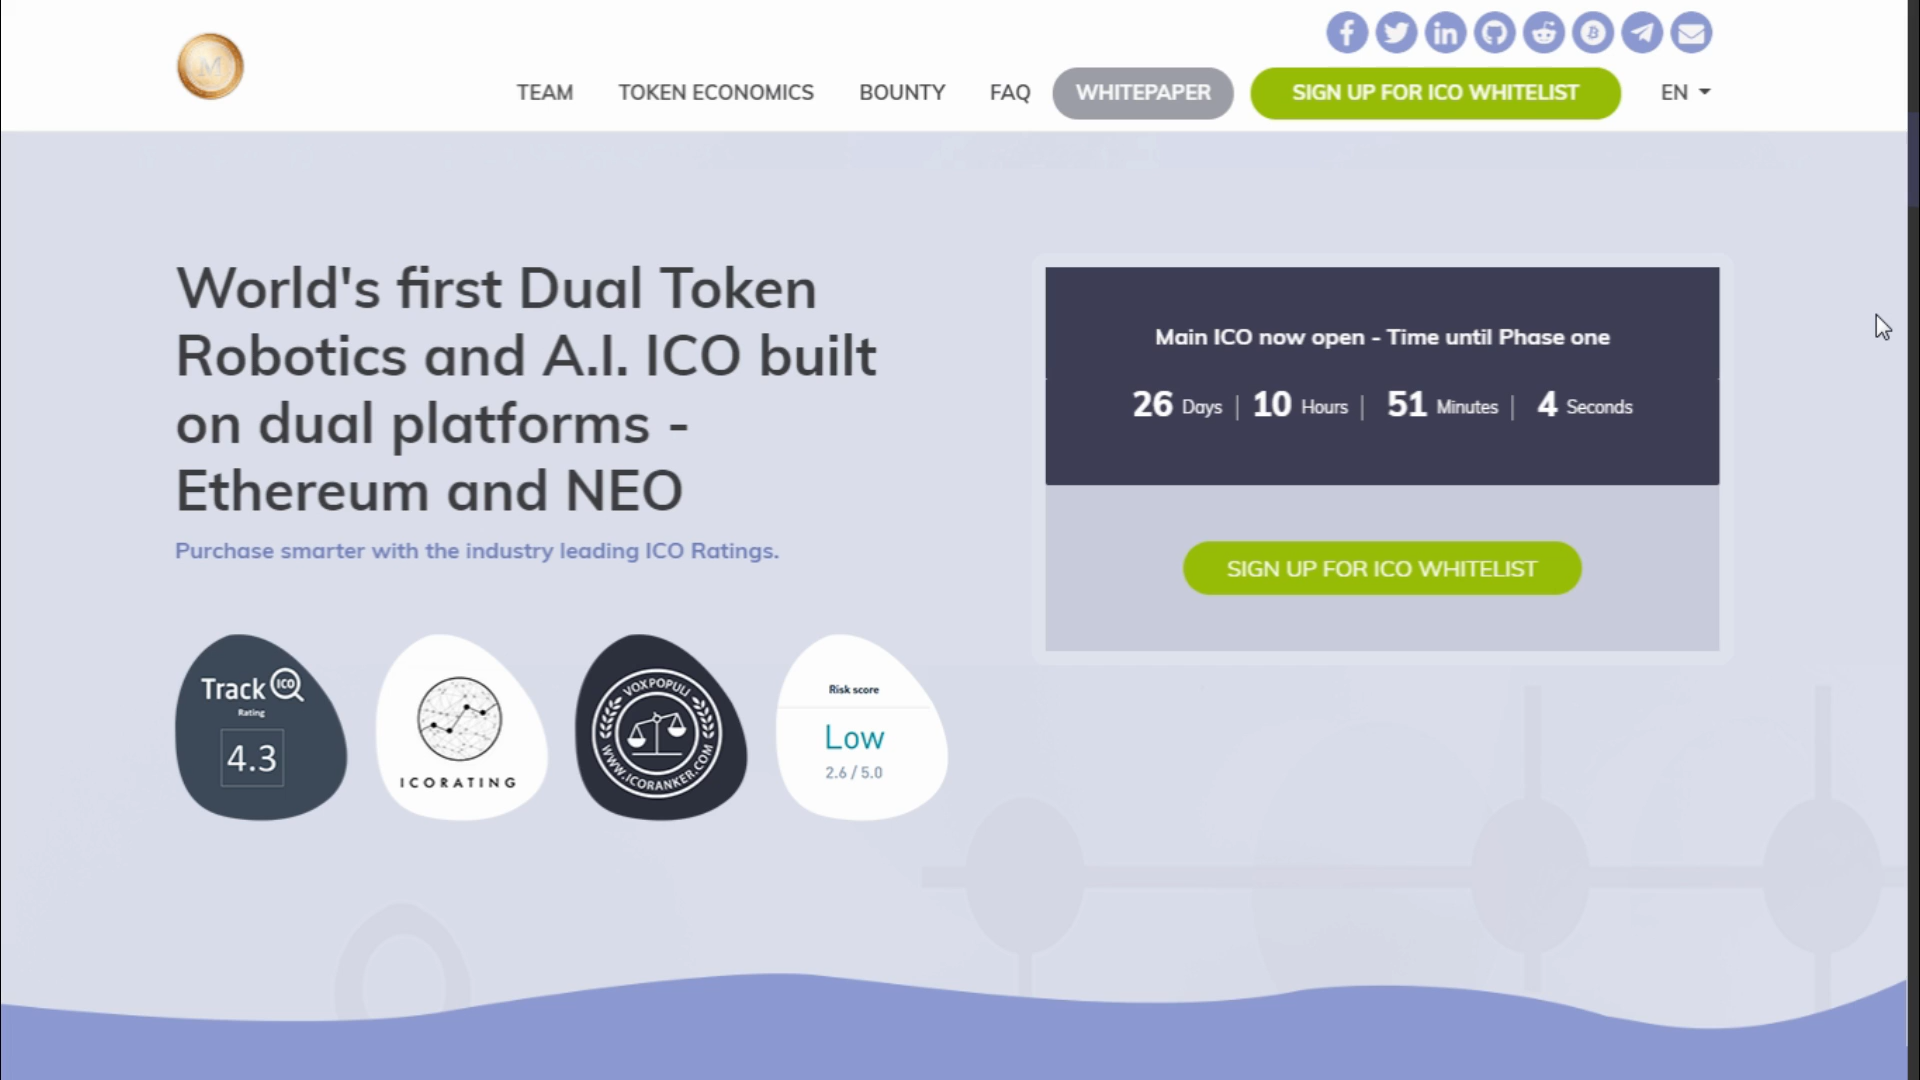 M
TEAM
TOKEN ECONOMICS
BOUNTY
FAQ
WHITEPAPER
SIGN UP FOR ICO WHITELIST
EN
World's first Dual Token
Robotics and A.I. ICO built
on dual platforms -
Ethereum and NEO
Purchase smarter with the industry leading ICO Ratings.
Main ICO now open - Time until Phase one
26 Days | 10 Hours | 51 Minutes | 4 Seconds
SIGN UP FOR ICO WHITELIST
Track ICO
Rating
4.3
ICORATING
VOXPOPULI
WWW.ICORANKER.COM
Risk score
Low
2.6 / 5.0